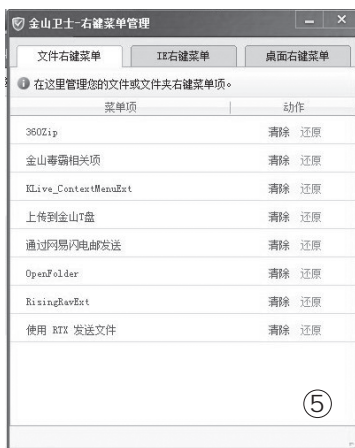 金山卫士-右键菜单管理
文件右键菜单 IE右键菜单 桌面右键菜单
在这里管理您的文件或文件夹右键菜单项。
菜单项 动作
360Zip 清除 还原
金山毒霸相关项 清除 还原
KLive_ContextMenuExt 清除 还原
上传到金山T盘 清除 还原
通过网易闪电邮发送 清除 还原
OpenFolder 清除 还原
RisingRavExt 清除 还原
使用 RTX 发送文件 清除 还原
⑤